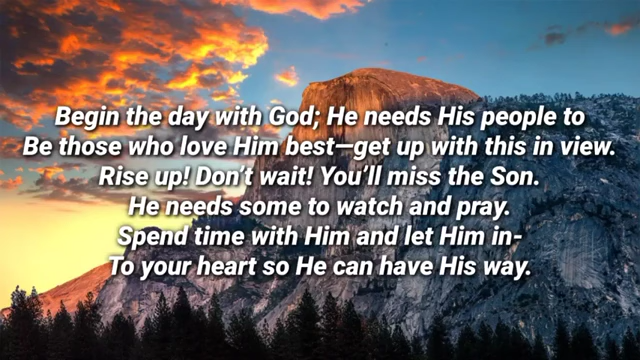 Begin the day with God; He needs His people to
Be those who love Him best—get up with this in view.
Rise up! Don't wait! You'll miss the Son.
He needs some to watch and pray.
Spend time with Him and let Him in-
To your heart so He can have His way.